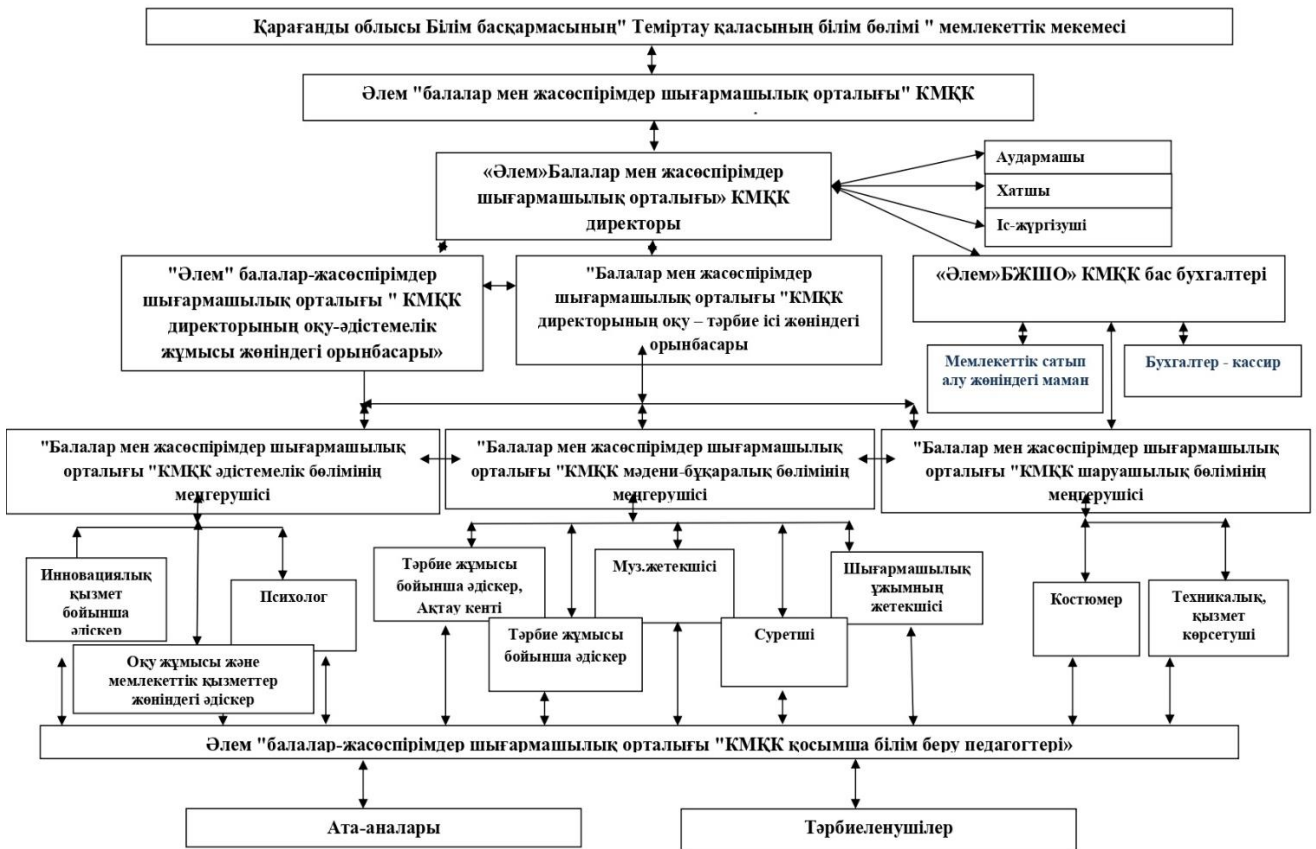 Қарағанды облысы Білім басқармасының" Теміртау қаласының білім бөлімі " мемлекеттік мекемесі
Әлем "балалар мен жасөспірімдер шығармашылық орталығы" КМҚК
«Әлем»Балалар мен жасөспірімдер
шығармашылық орталығы» КМҚК
директоры
Аудармашы
Хатшы
Іс-жүргізуші
"Әлем" балалар-жасөспірімдер
шығармашылық орталығы " КМҚК
директорының оқу-әдістемелік
жұмысы жөніндегі орынбасары»
"Балалар мен жасөспірімдер
шығармашылық орталығы "КМҚК
директорының оқу – тәрбие ісі жөніндегі
орынбасары
«Әлем»БЖШО» КМҚК бас бухгалтері
Мемлекеттік сатып
алу жөніндегі маман
Бухгалтер - кассир
"Балалар мен жасөспірімдер шығармашылық
орталығы "КМҚК әдістемелік бөлімінің
меңгерушісі
"Балалар мен жасөспірімдер шығармашылық
орталығы "КМҚК мәдени-бұқаралық бөлімінің
меңгерушісі
"Балалар мен жасөспірімдер шығармашылық
орталығы "КМҚК шаруашылық бөлімінің
меңгерушісі
Инновациялық
қызмет
бойынша
әдіскер
Психолог
Оқу жұмысы және
мемлекеттік қызметтер
жөніндегі әдіскер
Тәрбие жұмысы
бойынша әдіскер,
Ақтау кенті
Тәрбие жұмысы
бойынша әдіскер
Муз.жетекшісі
Суретші
Шығармашылық
ұжымның
жетекшісі
Костюмер
Техникалық,
қызмет
көрсетуші
Әлем "балалар-жасөспірімдер шығармашылық орталығы "КМҚК қосымша білім беру педагогтері»
Ата-аналары
Тәрбиеленушілер